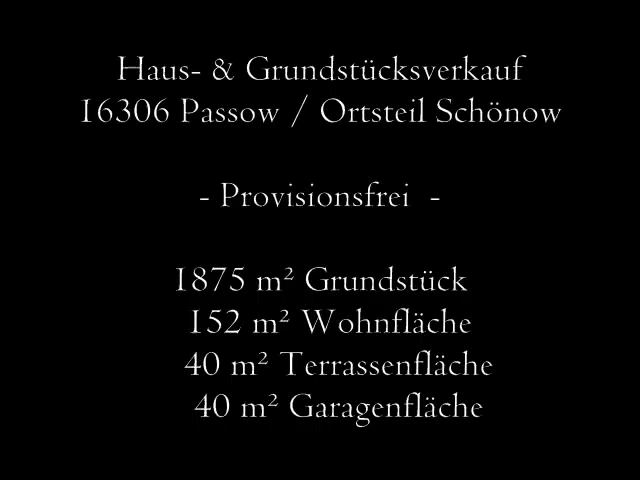 Haus- & Grundstücksverkauf
16306 Passow / Ortsteil Schönow
- Provisionsfrei -
1875 m² Grundstück
152 m² Wohnfläche
40 m² Terrassenfläche
40 m² Garagenfläche